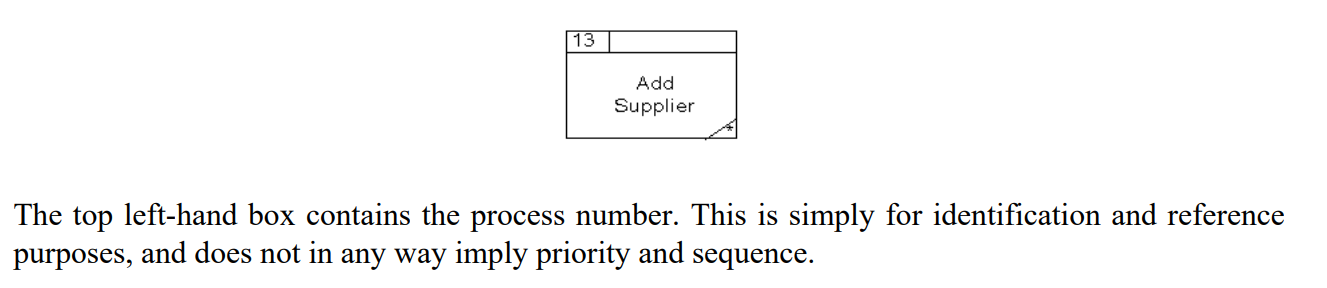 13
Add
Supplier
*
The top left-hand box contains the process number. This is simply for identification and reference
purposes, and does not in any way imply priority and sequence.